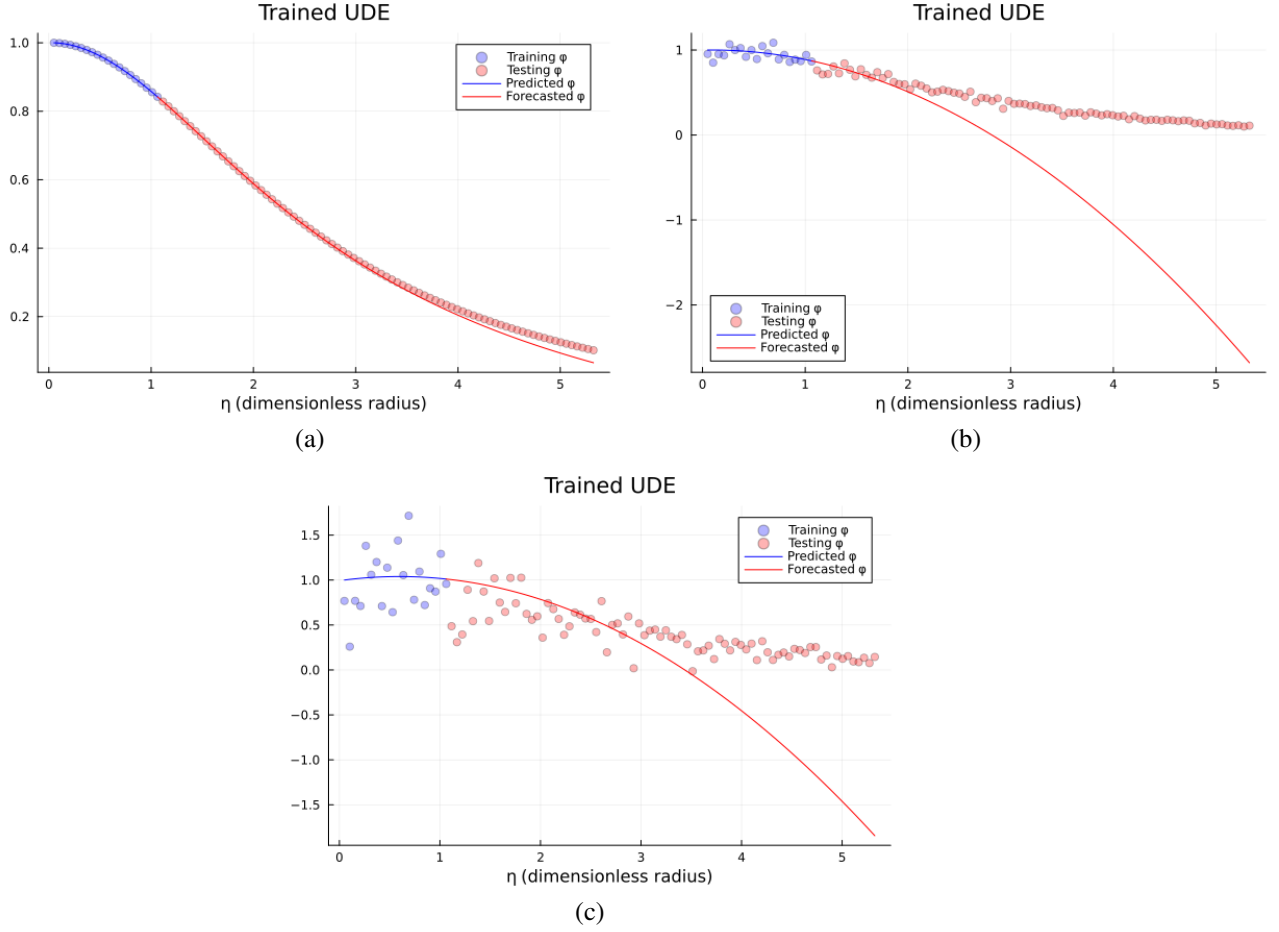 Trained UDE
1.0
0.8
0.6
0.4
0.2
Training φ
Testing φ
Predicted φ
Forecasted φ
0 1 2 3 4 5
η (dimensionless radius)
(a)
Trained UDE
1
0
−1
−2
Training φ
Testing φ
Predicted φ
Forecasted φ
0 1 2 3 4 5
η (dimensionless radius)
(b)
Trained UDE
1.5
1.0
0.5
0.0
−0.5
−1.0
−1.5
Training φ
Testing φ
Predicted φ
Forecasted φ
0 1 2 3 4 5
η (dimensionless radius)
(c)